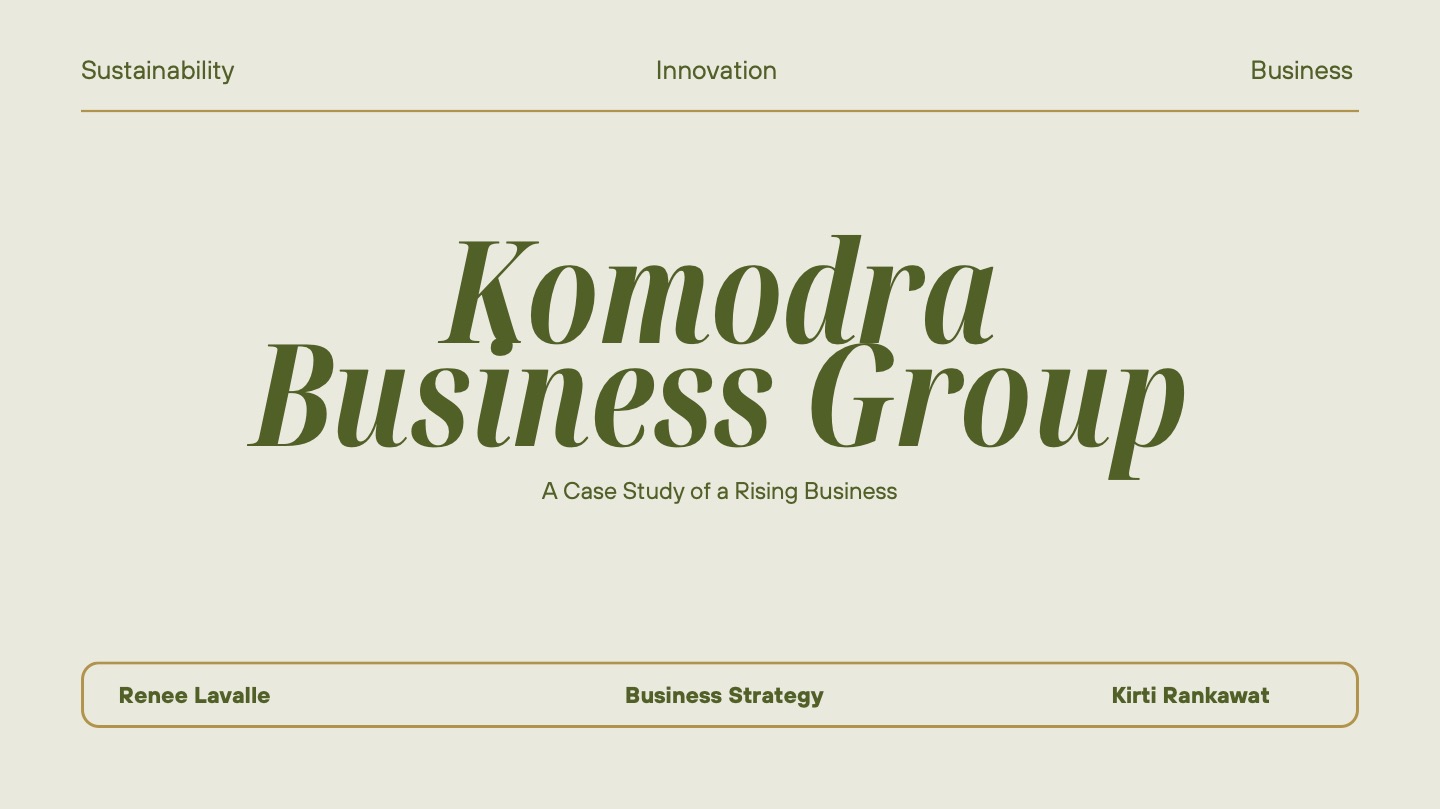 Sustainability Innovation Business
Komodra
Business Group
A Case Study of a Rising Business
Renee Lavalle Business Strategy Kirti Rankawat